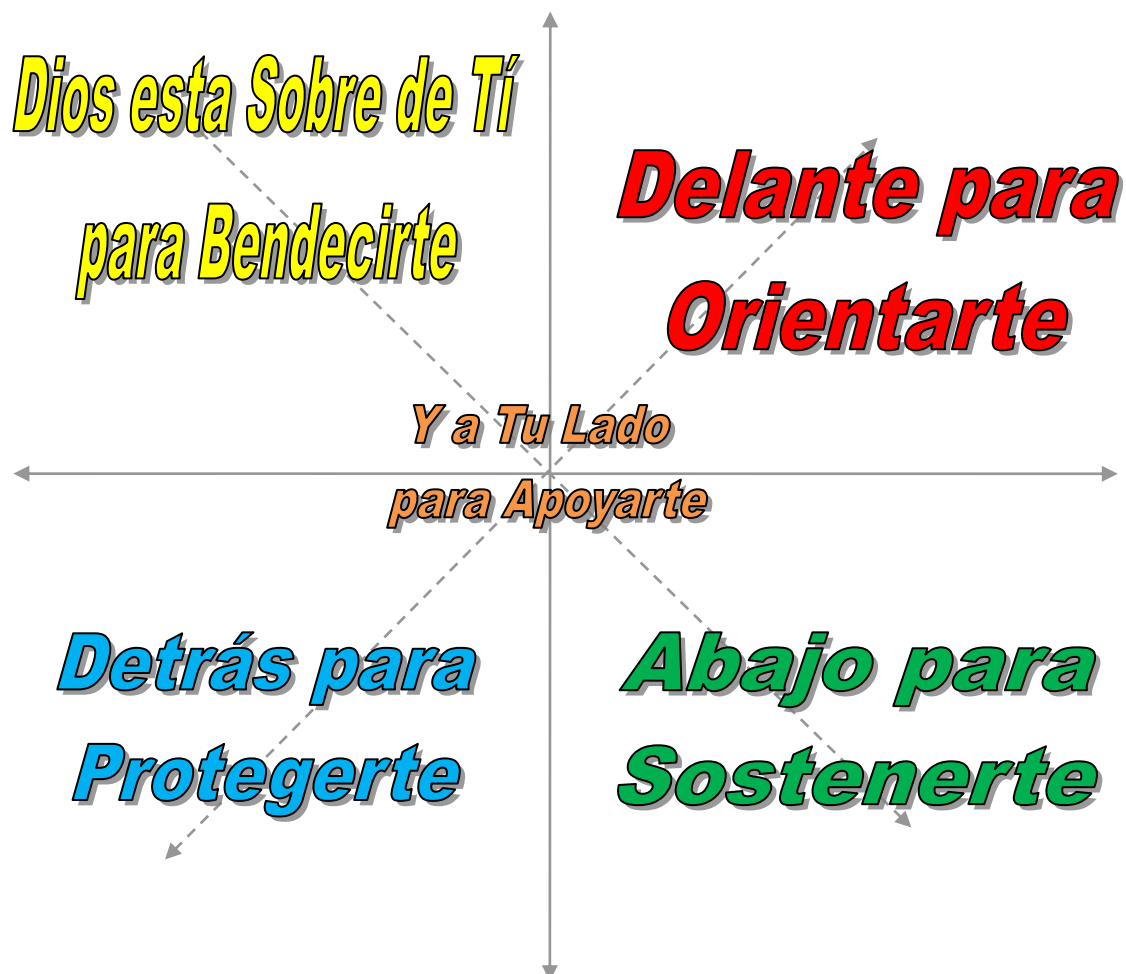 Dios esta Sobre de Tí
para Bendecirte
Delante para
Orientarte
Y a Tu Lado
para Apoyarte
Detrás para
Protegerte
Abajo para
Sostenerte